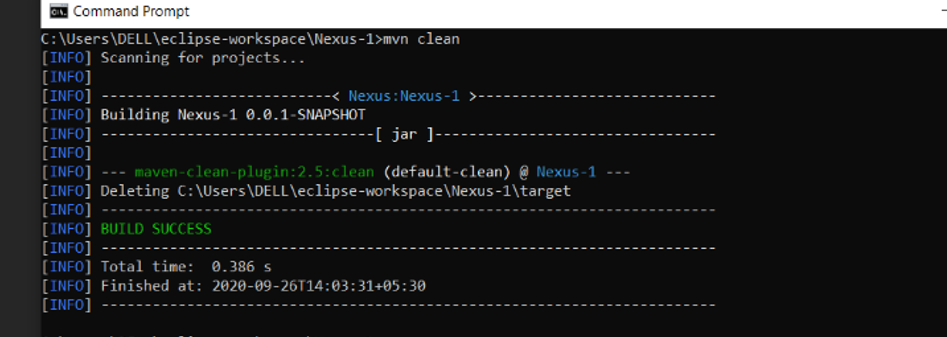 Command Prompt
C:\Users\DELL\eclipse-workspace\Nexus-1>mvn clean
[INFO] Scanning for projects...
[INFO]
[INFO] --------------------------< Nexus:Nexus-1 >---------------------------
[INFO] Building Nexus-1 0.0.1-SNAPSHOT
[INFO] -------------------------------[ jar ]--------------------------------
[INFO]
[INFO] --- maven-clean-plugin:2.5:clean (default-clean) @ Nexus-1 ---
[INFO] Deleting C:\Users\DELL\eclipse-workspace\Nexus-1\target
[INFO] ----------------------------------------------------------------------
[INFO] BUILD SUCCESS
[INFO] ----------------------------------------------------------------------
[INFO] Total time:  0.386 s
[INFO] Finished at: 2020-09-26T14:03:31+05:30
[INFO] ----------------------------------------------------------------------